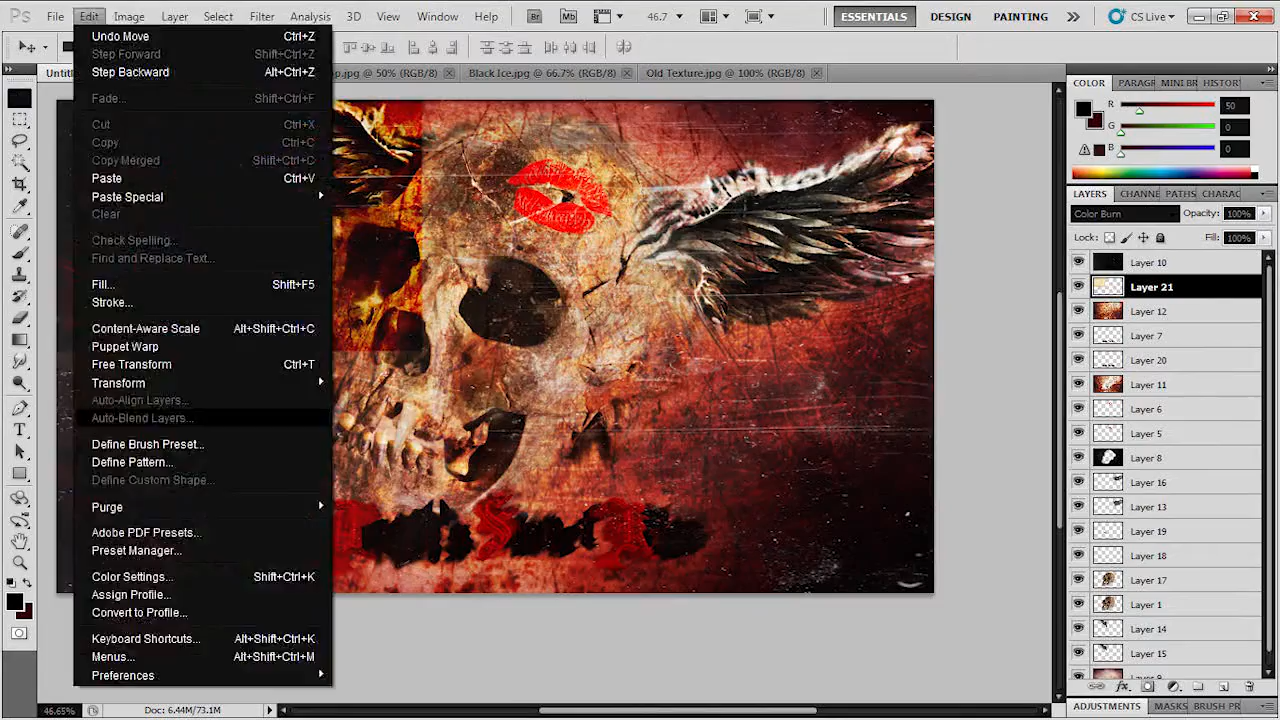 Ps File Edit Image Layer Select Filter Analysis 3D View Window Help Br Mb 46.7 ESSENTIALS DESIGN PAINTING CS Live
Undo Move Ctrl+Z
Step Forward Shift+Ctrl+Z
Step Backward Alt+Ctrl+Z
Fade... Shift+Ctrl+F
Cut Ctrl+X
Copy Ctrl+C
Copy Merged Shift+Ctrl+C
Paste Ctrl+V
Paste Special
Clear
Check Spelling...
Find and Replace Text...
Fill... Shift+F5
Stroke...
Content-Aware Scale Alt+Shift+Ctrl+C
Puppet Warp
Free Transform Ctrl+T
Transform
Auto-Align Layers...
Auto-Blend Layers...
Define Brush Preset...
Define Pattern...
Define Custom Shape...
Purge
Adobe PDF Presets...
Preset Manager...
Color Settings... Shift+Ctrl+K
Assign Profile...
Convert to Profile...
Keyboard Shortcuts... Alt+Shift+Ctrl+K
Menus... Alt+Shift+Ctrl+M
Preferences
Untitl p.jpg @ 50% (RGB/8) Black Ice.jpg @ 66.7% (RGB/8) Old Texture.jpg @ 100% (RGB/8)
COLOR PARAGR MINI BR HISTOR
R 50
G 0
B 0
LAYERS CHANNE PATHS CHARAC
Color Burn Opacity: 100%
Lock: Fill: 100%
Layer 10
Layer 21
Layer 12
Layer 7
Layer 20
Layer 11
Layer 6
Layer 5
Layer 8
Layer 16
Layer 13
Layer 19
Layer 18
Layer 17
Layer 1
Layer 14
Layer 15
ADJUSTMENTS MASKS BRUSH PR
46.65% Doc: 6.44M/73.1M